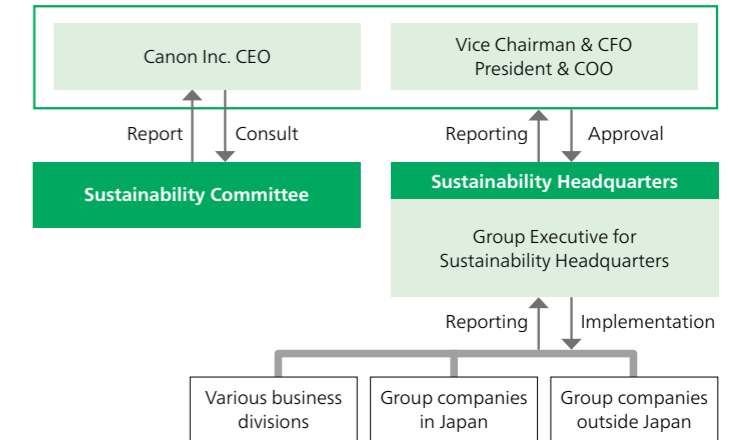 Canon Inc. CEO
Vice Chairman & CFO
President & COO
Report
Consult
Reporting
Approval
Sustainability Committee
Sustainability Headquarters
Group Executive for
Sustainability Headquarters
Reporting
Implementation
Various business
divisions
Group companies
in Japan
Group companies
outside Japan